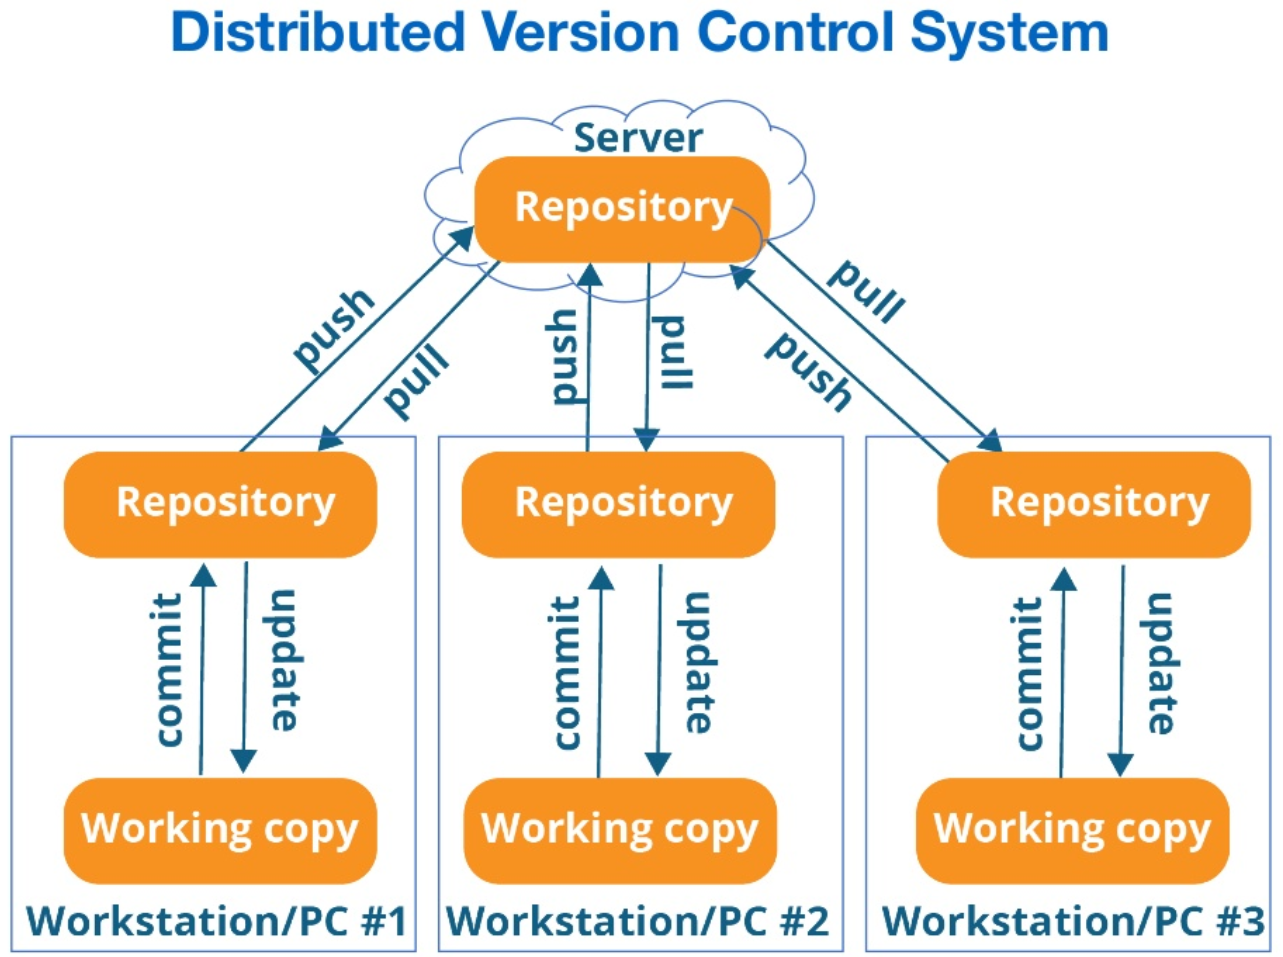 Distributed Version Control System
Server
Repository
push
pull
push
pull
push
pull
Repository
Repository
Repository
commit
update
commit
update
commit
update
Working copy
Working copy
Working copy
Workstation/PC #1
Workstation/PC #2
Workstation/PC #3